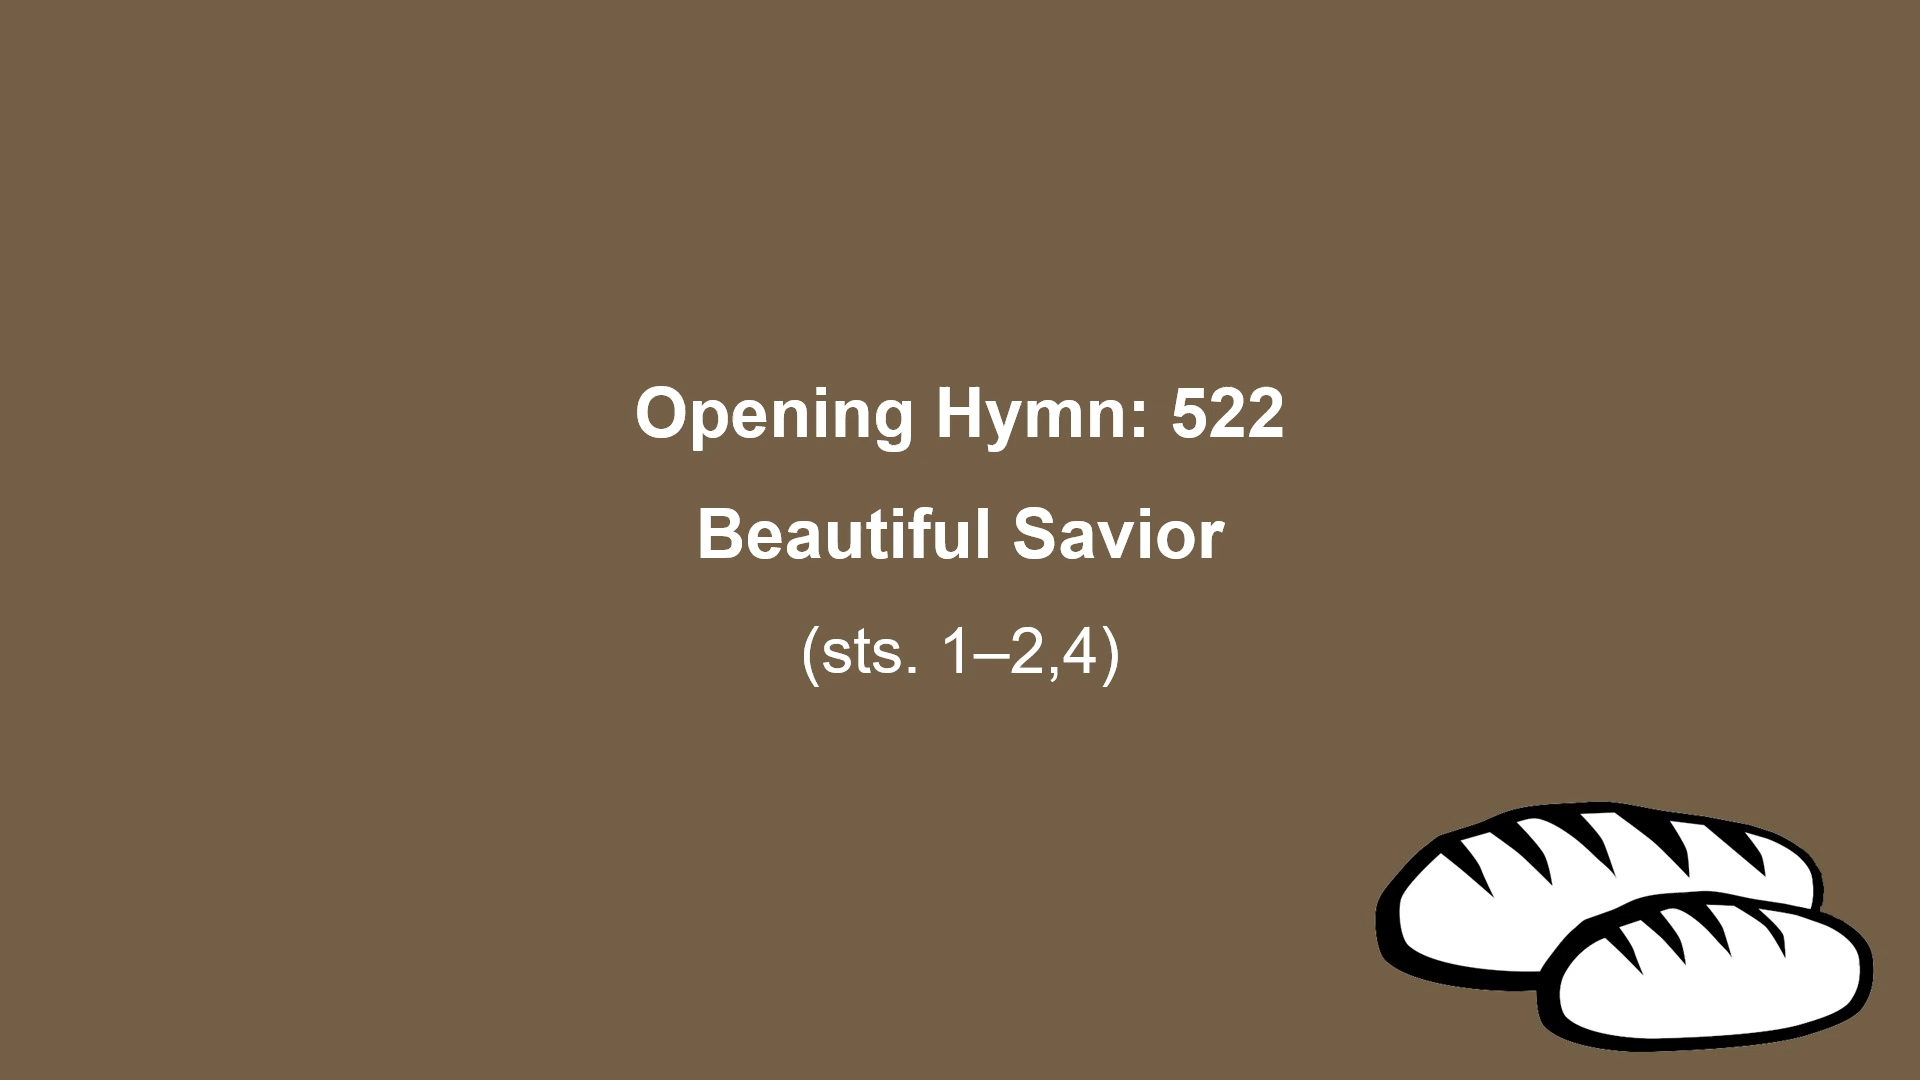 Opening Hymn: 522
Beautiful Savior
(sts. 1–2,4)